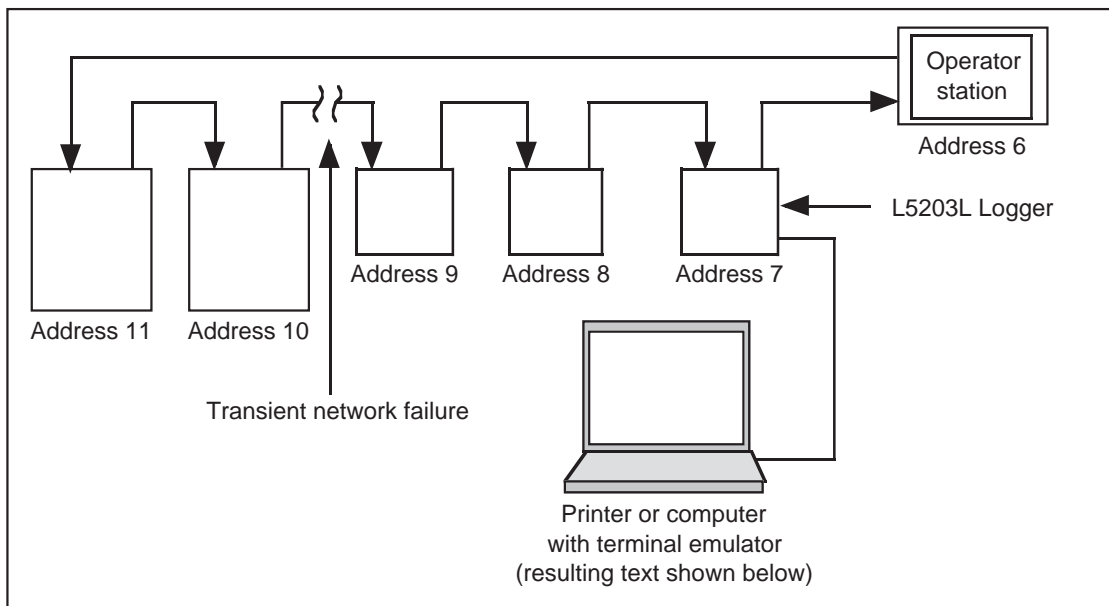 Operator
station
Address 6
L5203L Logger
Address 9
Address 8
Address 7
Address 11
Address 10
Transient network failure
Printer or computer
with terminal emulator
(resulting text shown below)